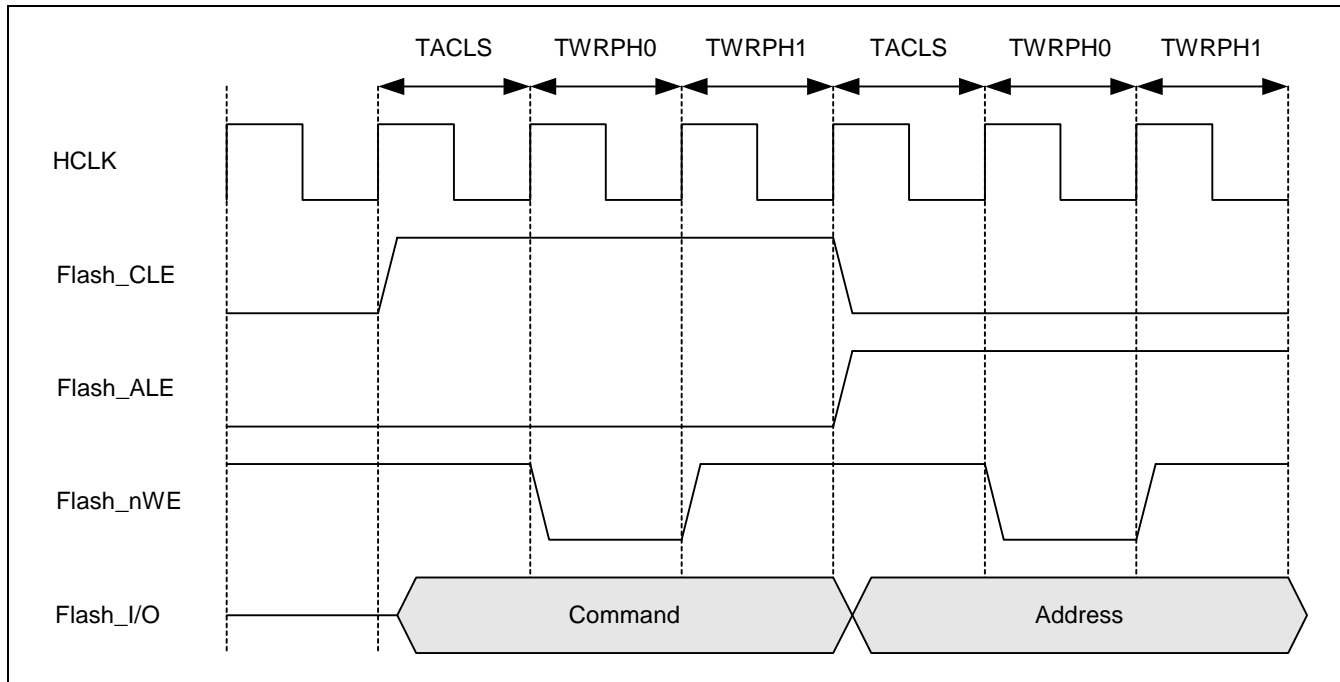 TACLS TWRPH0 TWRPH1 TACLS TWRPH0 TWRPH1
HCLK
Flash_CLE
Flash_ALE
Flash_nWE
Flash_I/O Command Address